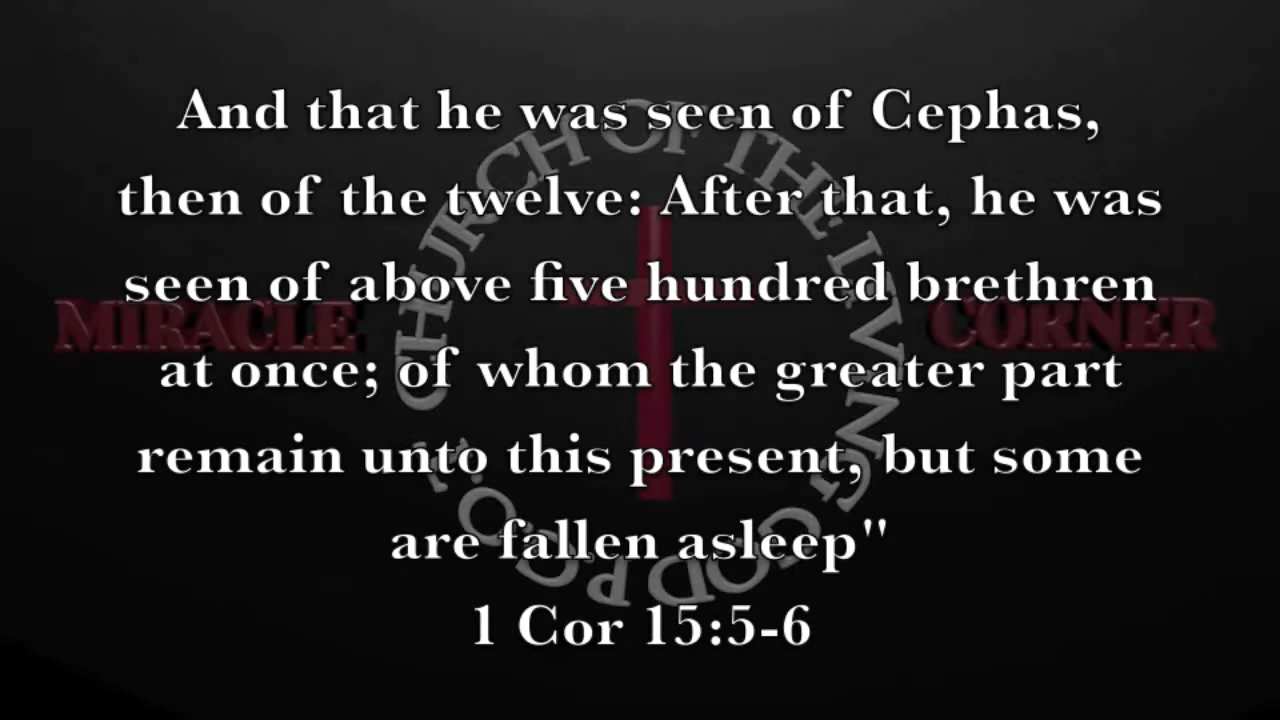 And that he was seen of Cephas,
then of the twelve: After that, he was
seen of above five hundred brethren
at once; of whom the greater part
remain unto this present, but some
are fallen asleep"
1 Cor 15:5-6
MIRACLE
CORNER
CHURCH OF THE LIVING GOD P.G.O.T.